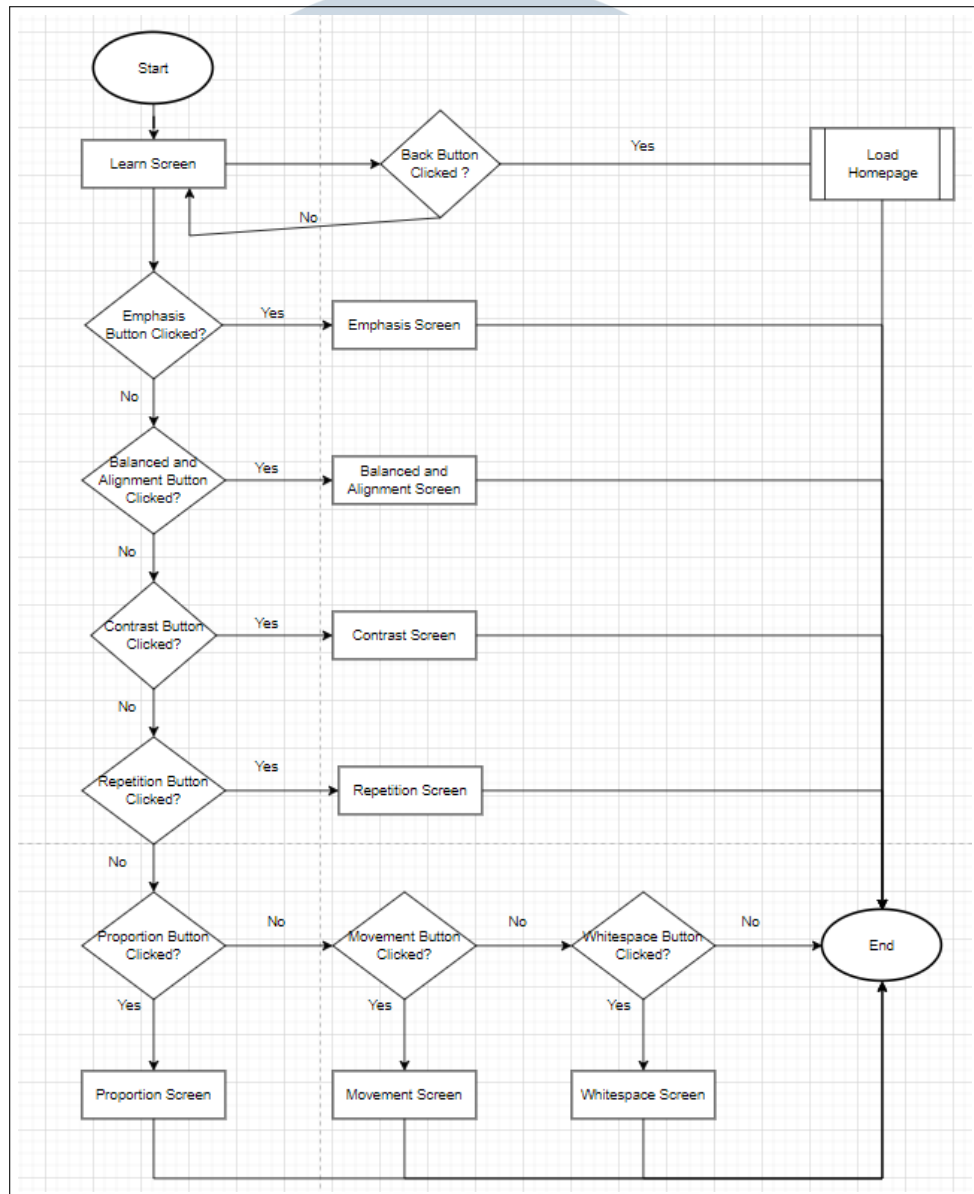 Start
Learn Screen
Back Button
Clicked ?
Yes
Load
Homepage
No
Emphasis
Button Clicked?
Yes
Emphasis Screen
No
Balanced and
Alignment Button
Clicked?
Yes
Balanced and
Alignment Screen
No
Contrast Button
Clicked?
Yes
Contrast Screen
No
Repetition Button
Clicked?
Yes
Repetition Screen
No
Proportion Button
Clicked?
No
Movement Button
Clicked?
No
Whitespace Button
Clicked?
No
End
Yes
Yes
Yes
Proportion Screen
Movement Screen
Whitespace Screen